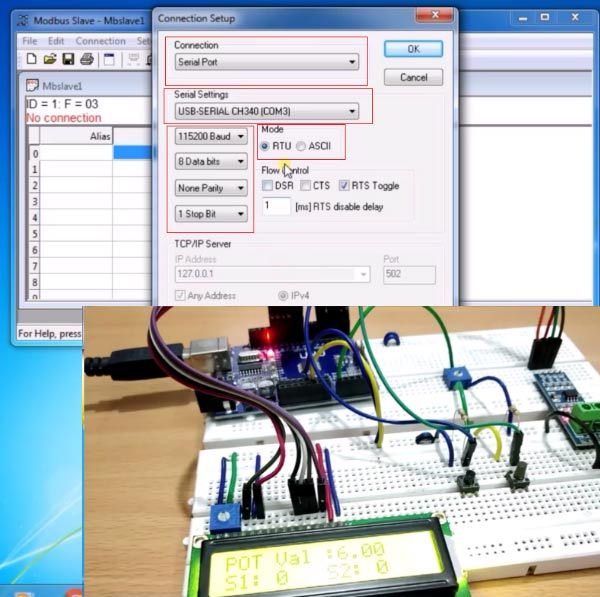 Modbus Slave - Mbslave1
File Edit Connection
Mbslave1
ID = 1: F = 03
No connection
Alias
0
1
2
3
4
5
6
7
8
For Help, press
Connection Setup
Connection
Serial Port
OK
Cancel
Serial Settings
USB-SERIAL CH340 (COM3)
115200 Baud
8 Data bits
None Parity
1 Stop Bit
Mode
RTU ASCII
DSR CTS RTS Toggle
1 [ms] RTS disable delay
TCP/IP Server
IP Address Port
127.0.0.1 502
Any Address IPv4
POT Val :6.00
S1: 0 S2: 0